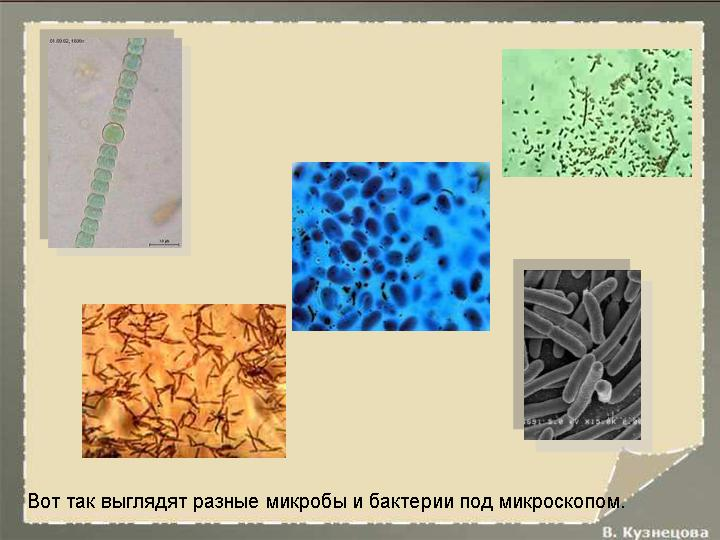 Вот так выглядят разные микробы и бактерии под микроскопом.
В. Кузнецова